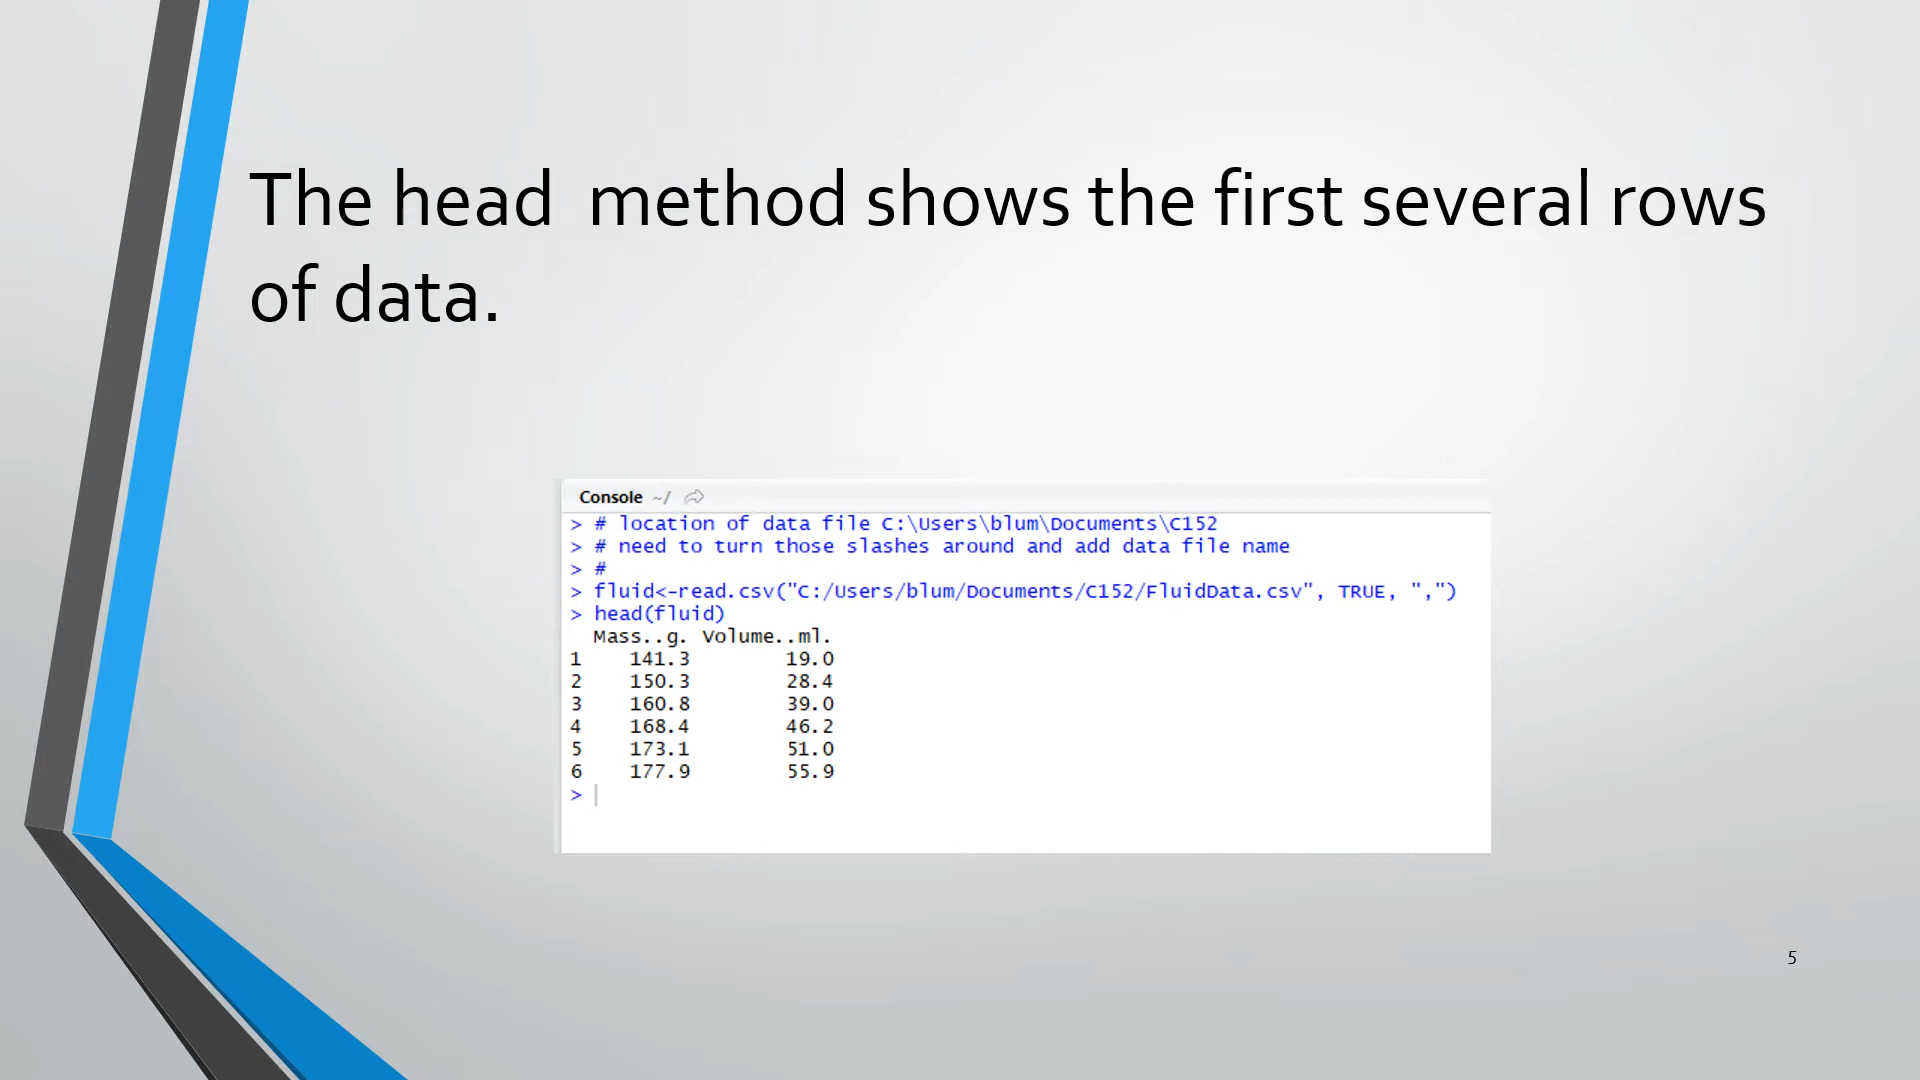 The head  method shows the first several rows
of data.
Console ~/
> # location of data file C:\Users\blum\Documents\C152
> # need to turn those slashes around and add data file name
> #
> fluid<-read.csv("C:/Users/blum/Documents/C152/FluidData.csv", TRUE, ",")
> head(fluid)
  Mass..g. Volume..ml.
1    141.3        19.0
2    150.3        28.4
3    160.8        39.0
4    168.4        46.2
5    173.1        51.0
6    177.9        55.9
>
5